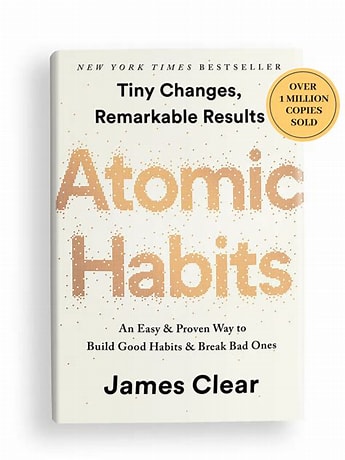 NEW YORK TIMES BESTSELLER
Tiny Changes,
Remarkable Results
OVER
1 MILLION
COPIES
SOLD
Atomic
Habits
An Easy & Proven Way to
Build Good Habits & Break Bad Ones
James Clear